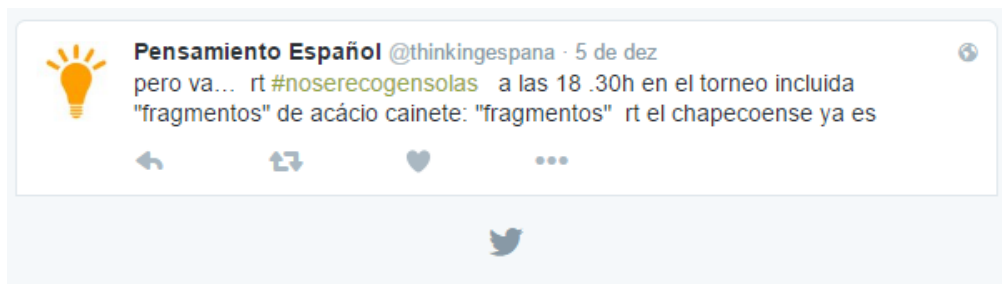 Pensamiento Español @thinkingespana · 5 de dez
pero va... rt #noserecogensolas a las 18 .30h en el torneo incluida
"fragmentos" de acácio cainete: "fragmentos" rt el chapecoense ya es